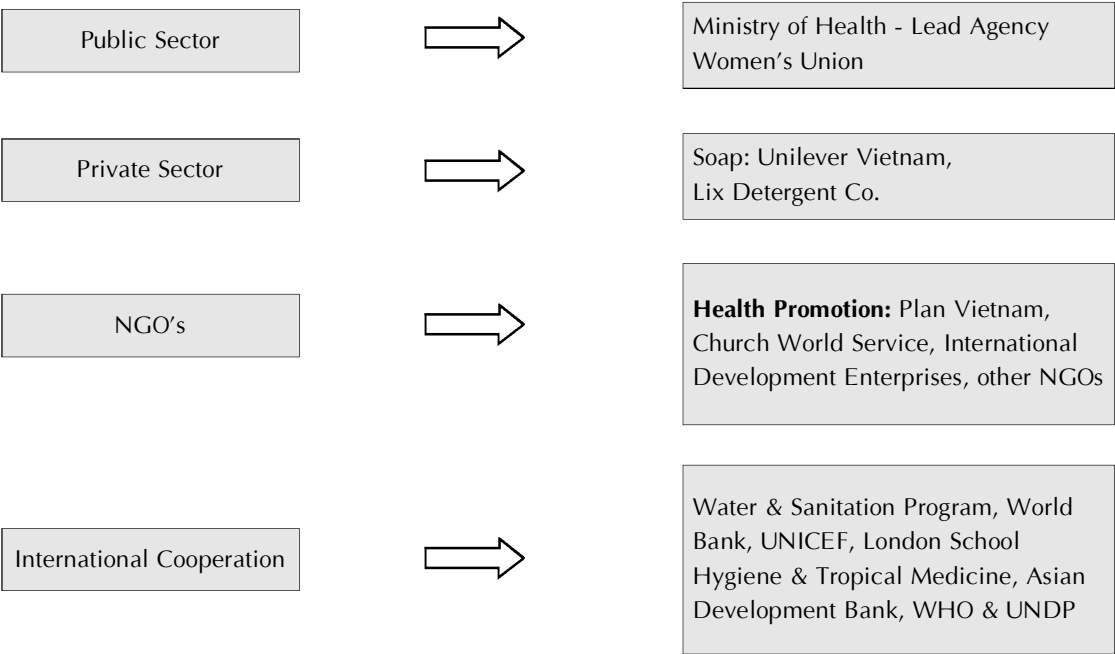 Public Sector
Ministry of Health - Lead Agency
Women's Union
Private Sector
Soap: Unilever Vietnam,
Lix Detergent Co.
NGO's
Health Promotion: Plan Vietnam,
Church World Service, International
Development Enterprises, other NGOs
International Cooperation
Water & Sanitation Program, World
Bank, UNICEF, London School
Hygiene & Tropical Medicine, Asian
Development Bank, WHO & UNDP